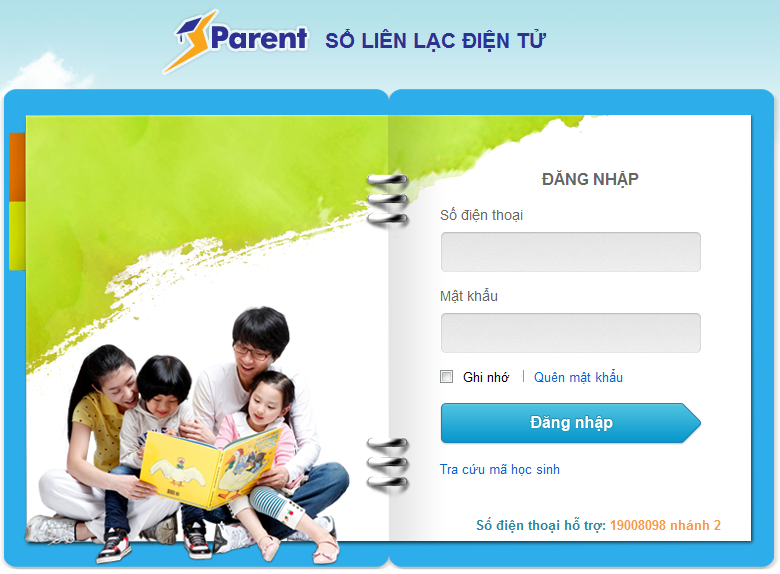 Parent SỔ LIÊN LẠC ĐIỆN TỬ
ĐĂNG NHẬP
Số điện thoại
Mật khẩu
Ghi nhớ | Quên mật khẩu
Đăng nhập
Tra cứu mã học sinh
Số điện thoại hỗ trợ: 19008098 nhánh 2